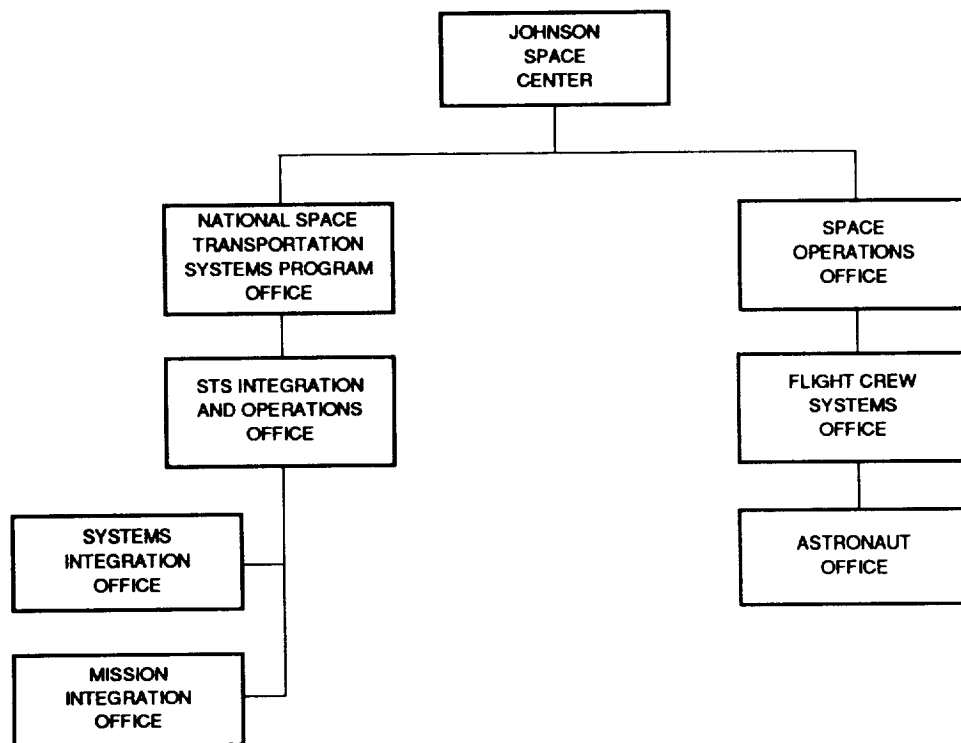 JOHNSON
SPACE
CENTER
NATIONAL SPACE
TRANSPORTATION
SYSTEMS PROGRAM
OFFICE
SPACE
OPERATIONS
OFFICE
STS INTEGRATION
AND OPERATIONS
OFFICE
FLIGHT CREW
SYSTEMS
OFFICE
SYSTEMS
INTEGRATION
OFFICE
ASTRONAUT
OFFICE
MISSION
INTEGRATION
OFFICE